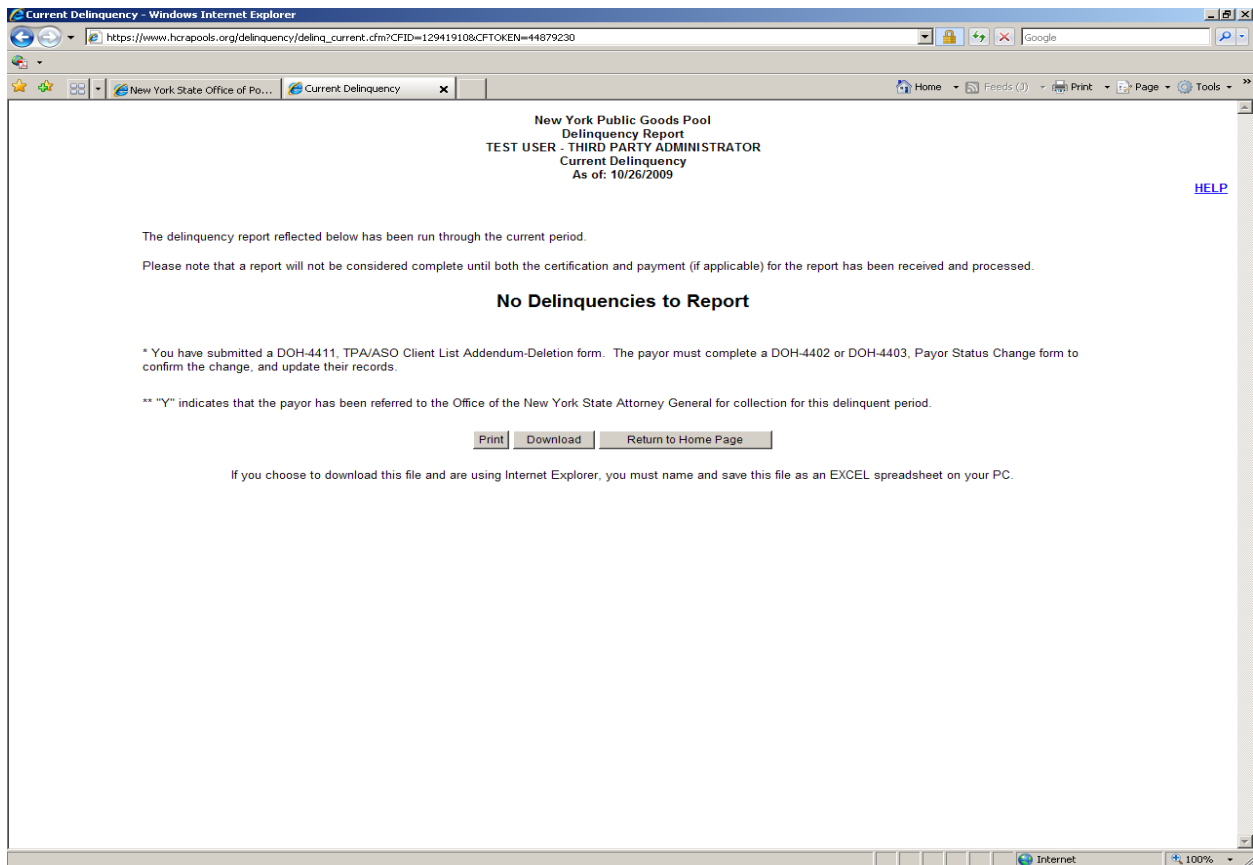 Current Delinquency - Windows Internet Explorer
https://www.hcrapools.org/delinquency/delinq_current.cfm?CFID=12941910&CFTOKEN=44879230
Google
New York State Office of Po...
Current Delinquency
Home
Feeds (J)
Print
Page
Tools
»
New York Public Goods Pool
Delinquency Report
TEST USER - THIRD PARTY ADMINISTRATOR
Current Delinquency
As of: 10/26/2009
HELP
The delinquency report reflected below has been run through the current period.
Please note that a report will not be considered complete until both the certification and payment (if applicable) for the report has been received and processed.
No Delinquencies to Report
* You have submitted a DOH-4411, TPA/ASO Client List Addendum-Deletion form. The payor must complete a DOH-4402 or DOH-4403, Payor Status Change form to
confirm the change, and update their records.
** "Y" indicates that the payor has been referred to the Office of the New York State Attorney General for collection for this delinquent period.
Print Download Return to Home Page
If you choose to download this file and are using Internet Explorer, you must name and save this file as an EXCEL spreadsheet on your PC.
Internet
100%